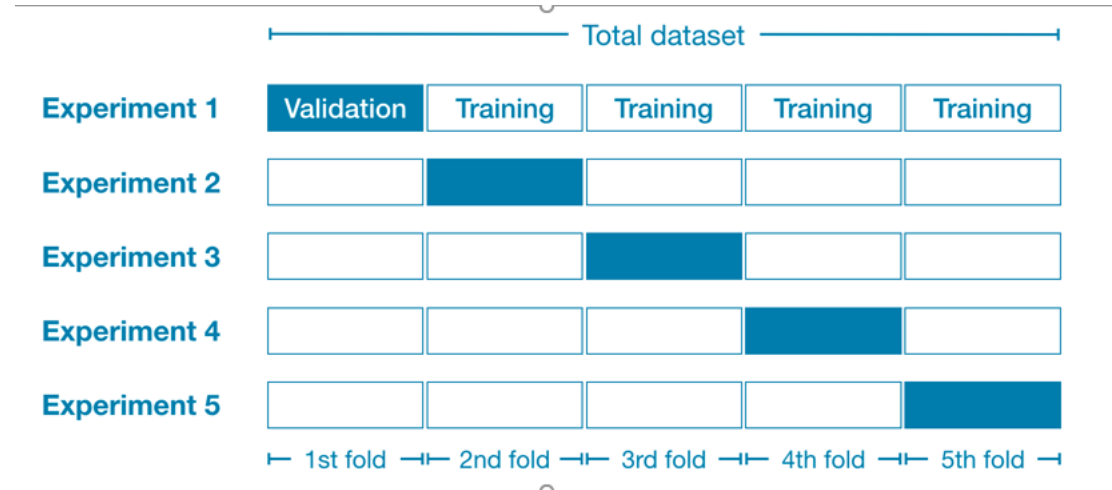 Total dataset
Experiment 1 Validation Training Training Training Training
Experiment 2
Experiment 3
Experiment 4
Experiment 5
1st fold 2nd fold 3rd fold 4th fold 5th fold